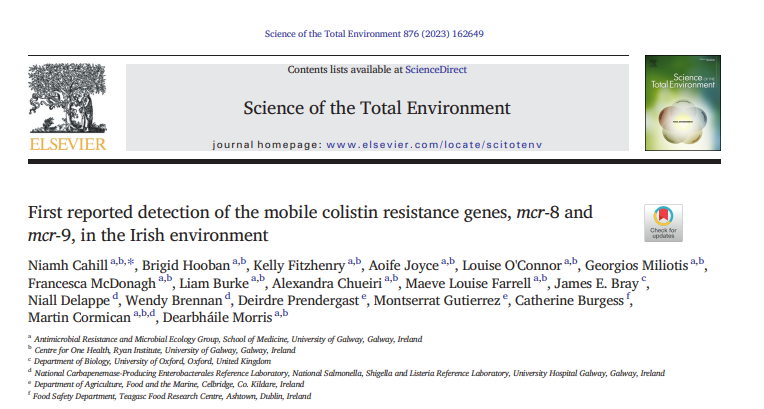 Science of the Total Environment 876 (2023) 162649
Contents lists available at ScienceDirect
Science of the Total Environment
journal homepage: www.elsevier.com/locate/scitotenv
ELSEVIER
Science of the
Total Environment
First reported detection of the mobile colistin resistance genes, mcr-8 and
mcr-9, in the Irish environment
Check for
updates
Niamh Cahill a,b,*, Brigid Hooban a,b, Kelly Fitzhenry a,b, Aoife Joyce a,b, Louise O'Connor a,b, Georgios Miliotis a,b,
Francesca McDonagh a,b, Liam Burke a,b, Alexandra Chueiri a,b, Maeve Louise Farrell a,b, James E. Bray c,
Niall Delappe d, Wendy Brennan d, Deirdre Prendergast e, Montserrat Gutierrez e, Catherine Burgess f,
Martin Cormican a,b,d, Dearbháile Morris a,b
a Antimicrobial Resistance and Microbial Ecology Group, School of Medicine, University of Galway, Galway, Ireland
b Centre for One Health, Ryan Institute, University of Galway, Galway, Ireland
c Department of Biology, University of Oxford, Oxford, United Kingdom
d National Carbapenemase-Producing Enterobacterales Reference Laboratory, National Salmonella, Shigella and Listeria Reference Laboratory, University Hospital Galway, Galway, Ireland
e Department of Agriculture, Food and the Marine, Celbridge, Co. Kildare, Ireland
f Food Safety Department, Teagasc Food Research Centre, Ashtown, Dublin, Ireland